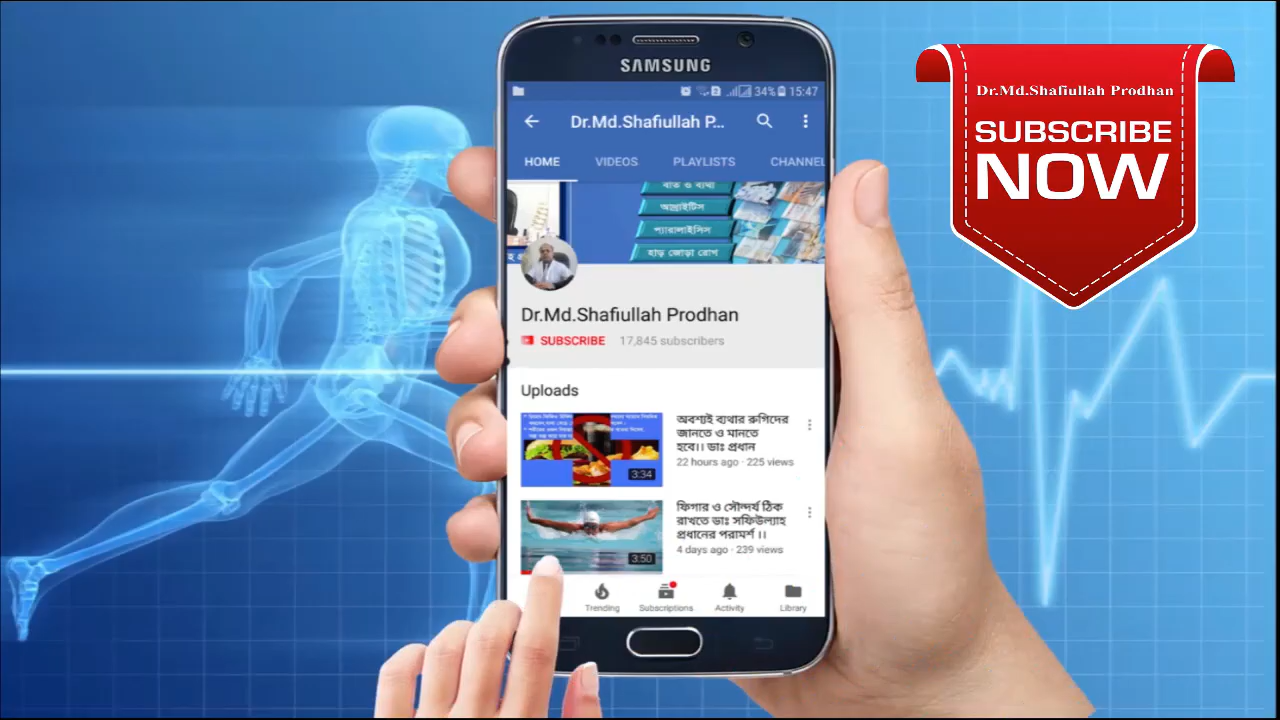 SAMSUNG
34% 15:47
Dr.Md.Shafiullah P...
HOME VIDEOS PLAYLISTS CHANNEL
বাত ও ব্যথা
আর্থ্রাইটিস
প্যারালাইসিস
হাড় জোড়া রোগ
Dr.Md.Shafiullah Prodhan
SUBSCRIBE 17,845 subscribers
Uploads
অবশ্যই ব্যথার রুগিদের
জানতে ও মানতে
হবে।। ডাঃ প্রধান
22 hours ago · 225 views
3:34
ফিগার ও সৌন্দর্য ঠিক
রাখতে ডাঃ সফিউল্যাহ
প্রধানের পরামর্শ ।।
4 days ago · 239 views
3:50
Trending Subscriptions Activity Library
Dr.Md.Shafiullah Prodhan
SUBSCRIBE
NOW